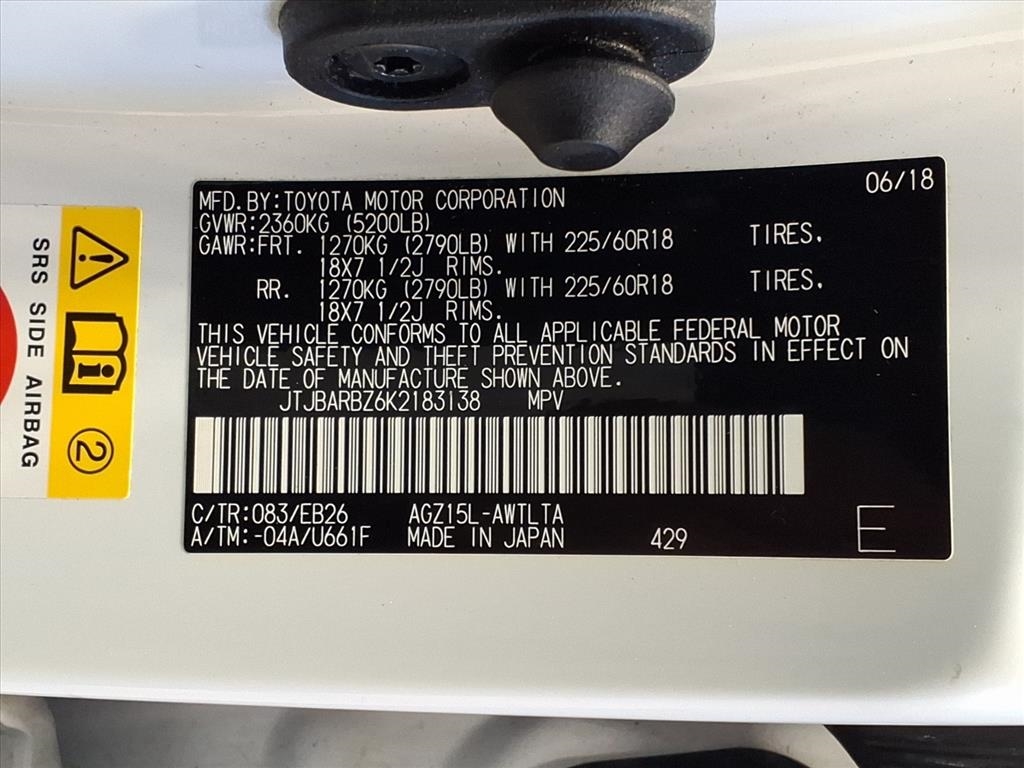 MFD.BY:TOYOTA MOTOR CORPORATION 06/18
GVWR:2360KG (5200LB)
GAWR:FRT. 1270KG (2790LB) WITH 225/60R18 TIRES.
18X7 1/2J RIMS.
RR. 1270KG (2790LB) WITH 225/60R18 TIRES.
18X7 1/2J RIMS.
THIS VEHICLE CONFORMS TO ALL APPLICABLE FEDERAL MOTOR
VEHICLE SAFETY AND THEFT PREVENTION STANDARDS IN EFFECT ON
THE DATE OF MANUFACTURE SHOWN ABOVE.
JTJBARBZ6K2183138 MPV
C/TR:083/EB26 AGZ15L-AWTLTA
A/TM:-04A/U661F MADE IN JAPAN 429 E
SRS SIDE AIRBAG
2